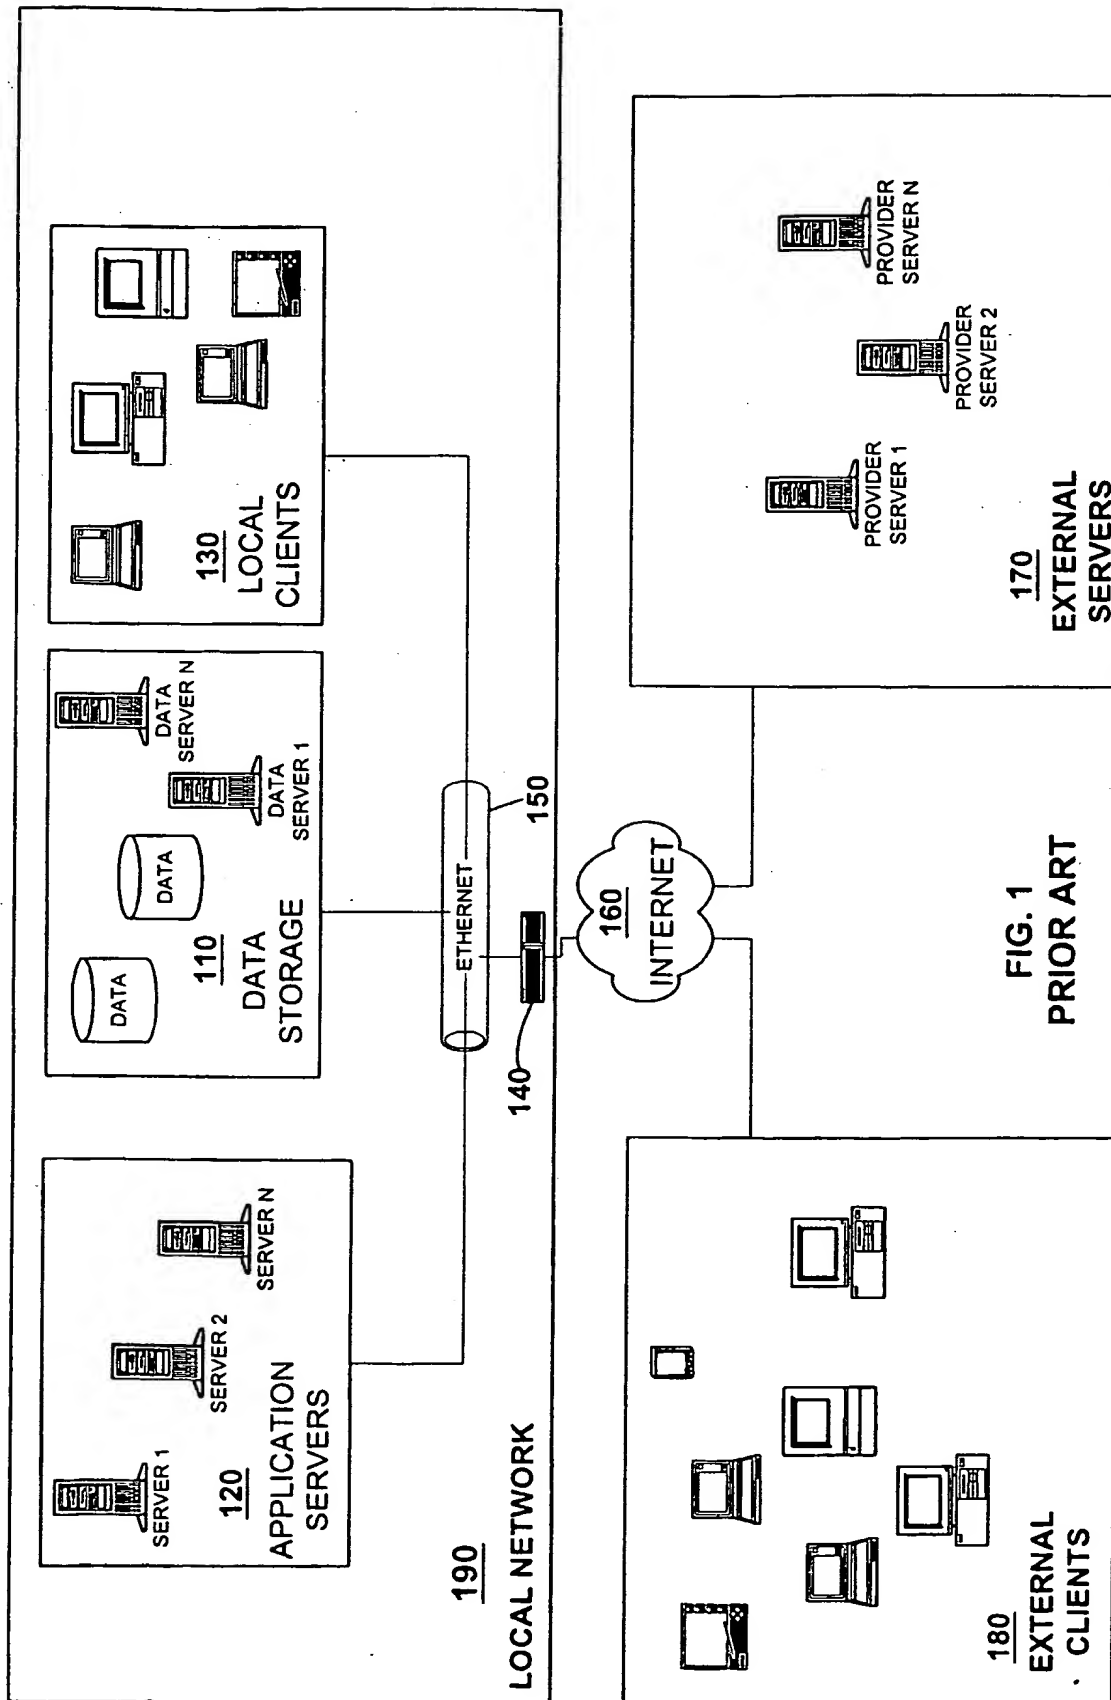 SERVER 1
SERVER 2
SERVER N
120
APPLICATION
SERVERS
DATA
DATA
DATA
SERVER 1
DATA
SERVER N
110
DATA
STORAGE
130
LOCAL
CLIENTS
190
LOCAL NETWORK
ETHERNET
150
140
160
INTERNET
180
EXTERNAL
CLIENTS
PROVIDER
SERVER 1
PROVIDER
SERVER 2
PROVIDER
SERVER N
170
EXTERNAL
SERVERS
FIG. 1
PRIOR ART